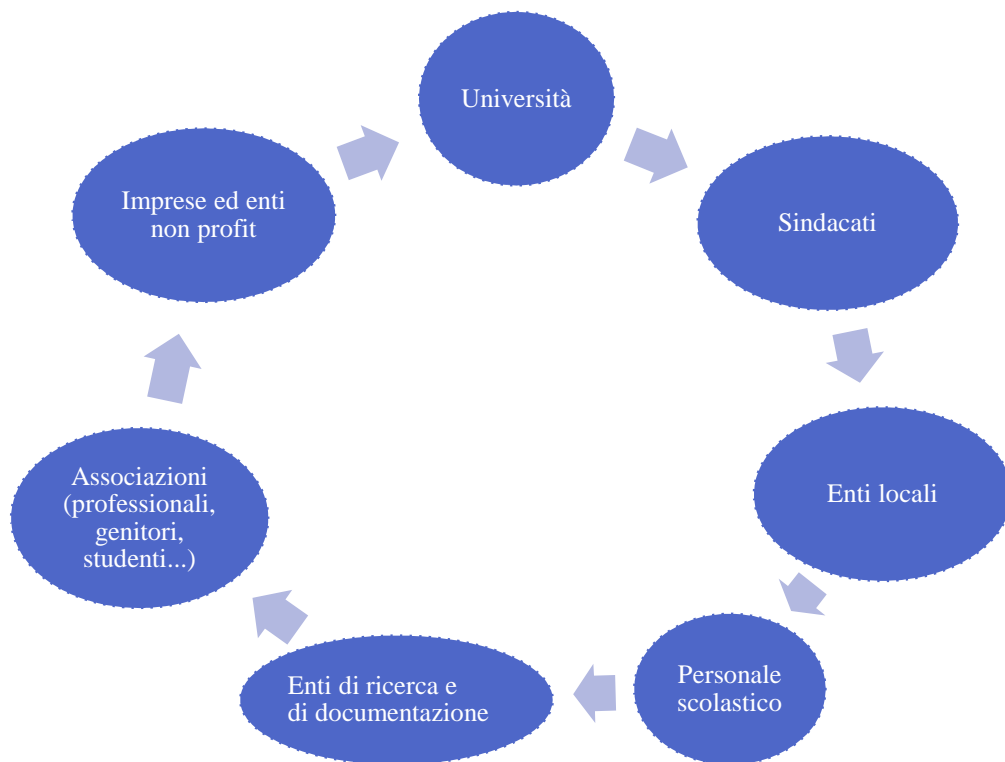 Università
Sindacati
Enti locali
Personale
scolastico
Enti di ricerca e
di documentazione
Associazioni
(professionali,
genitori,
studenti...)
Imprese ed enti
non profit